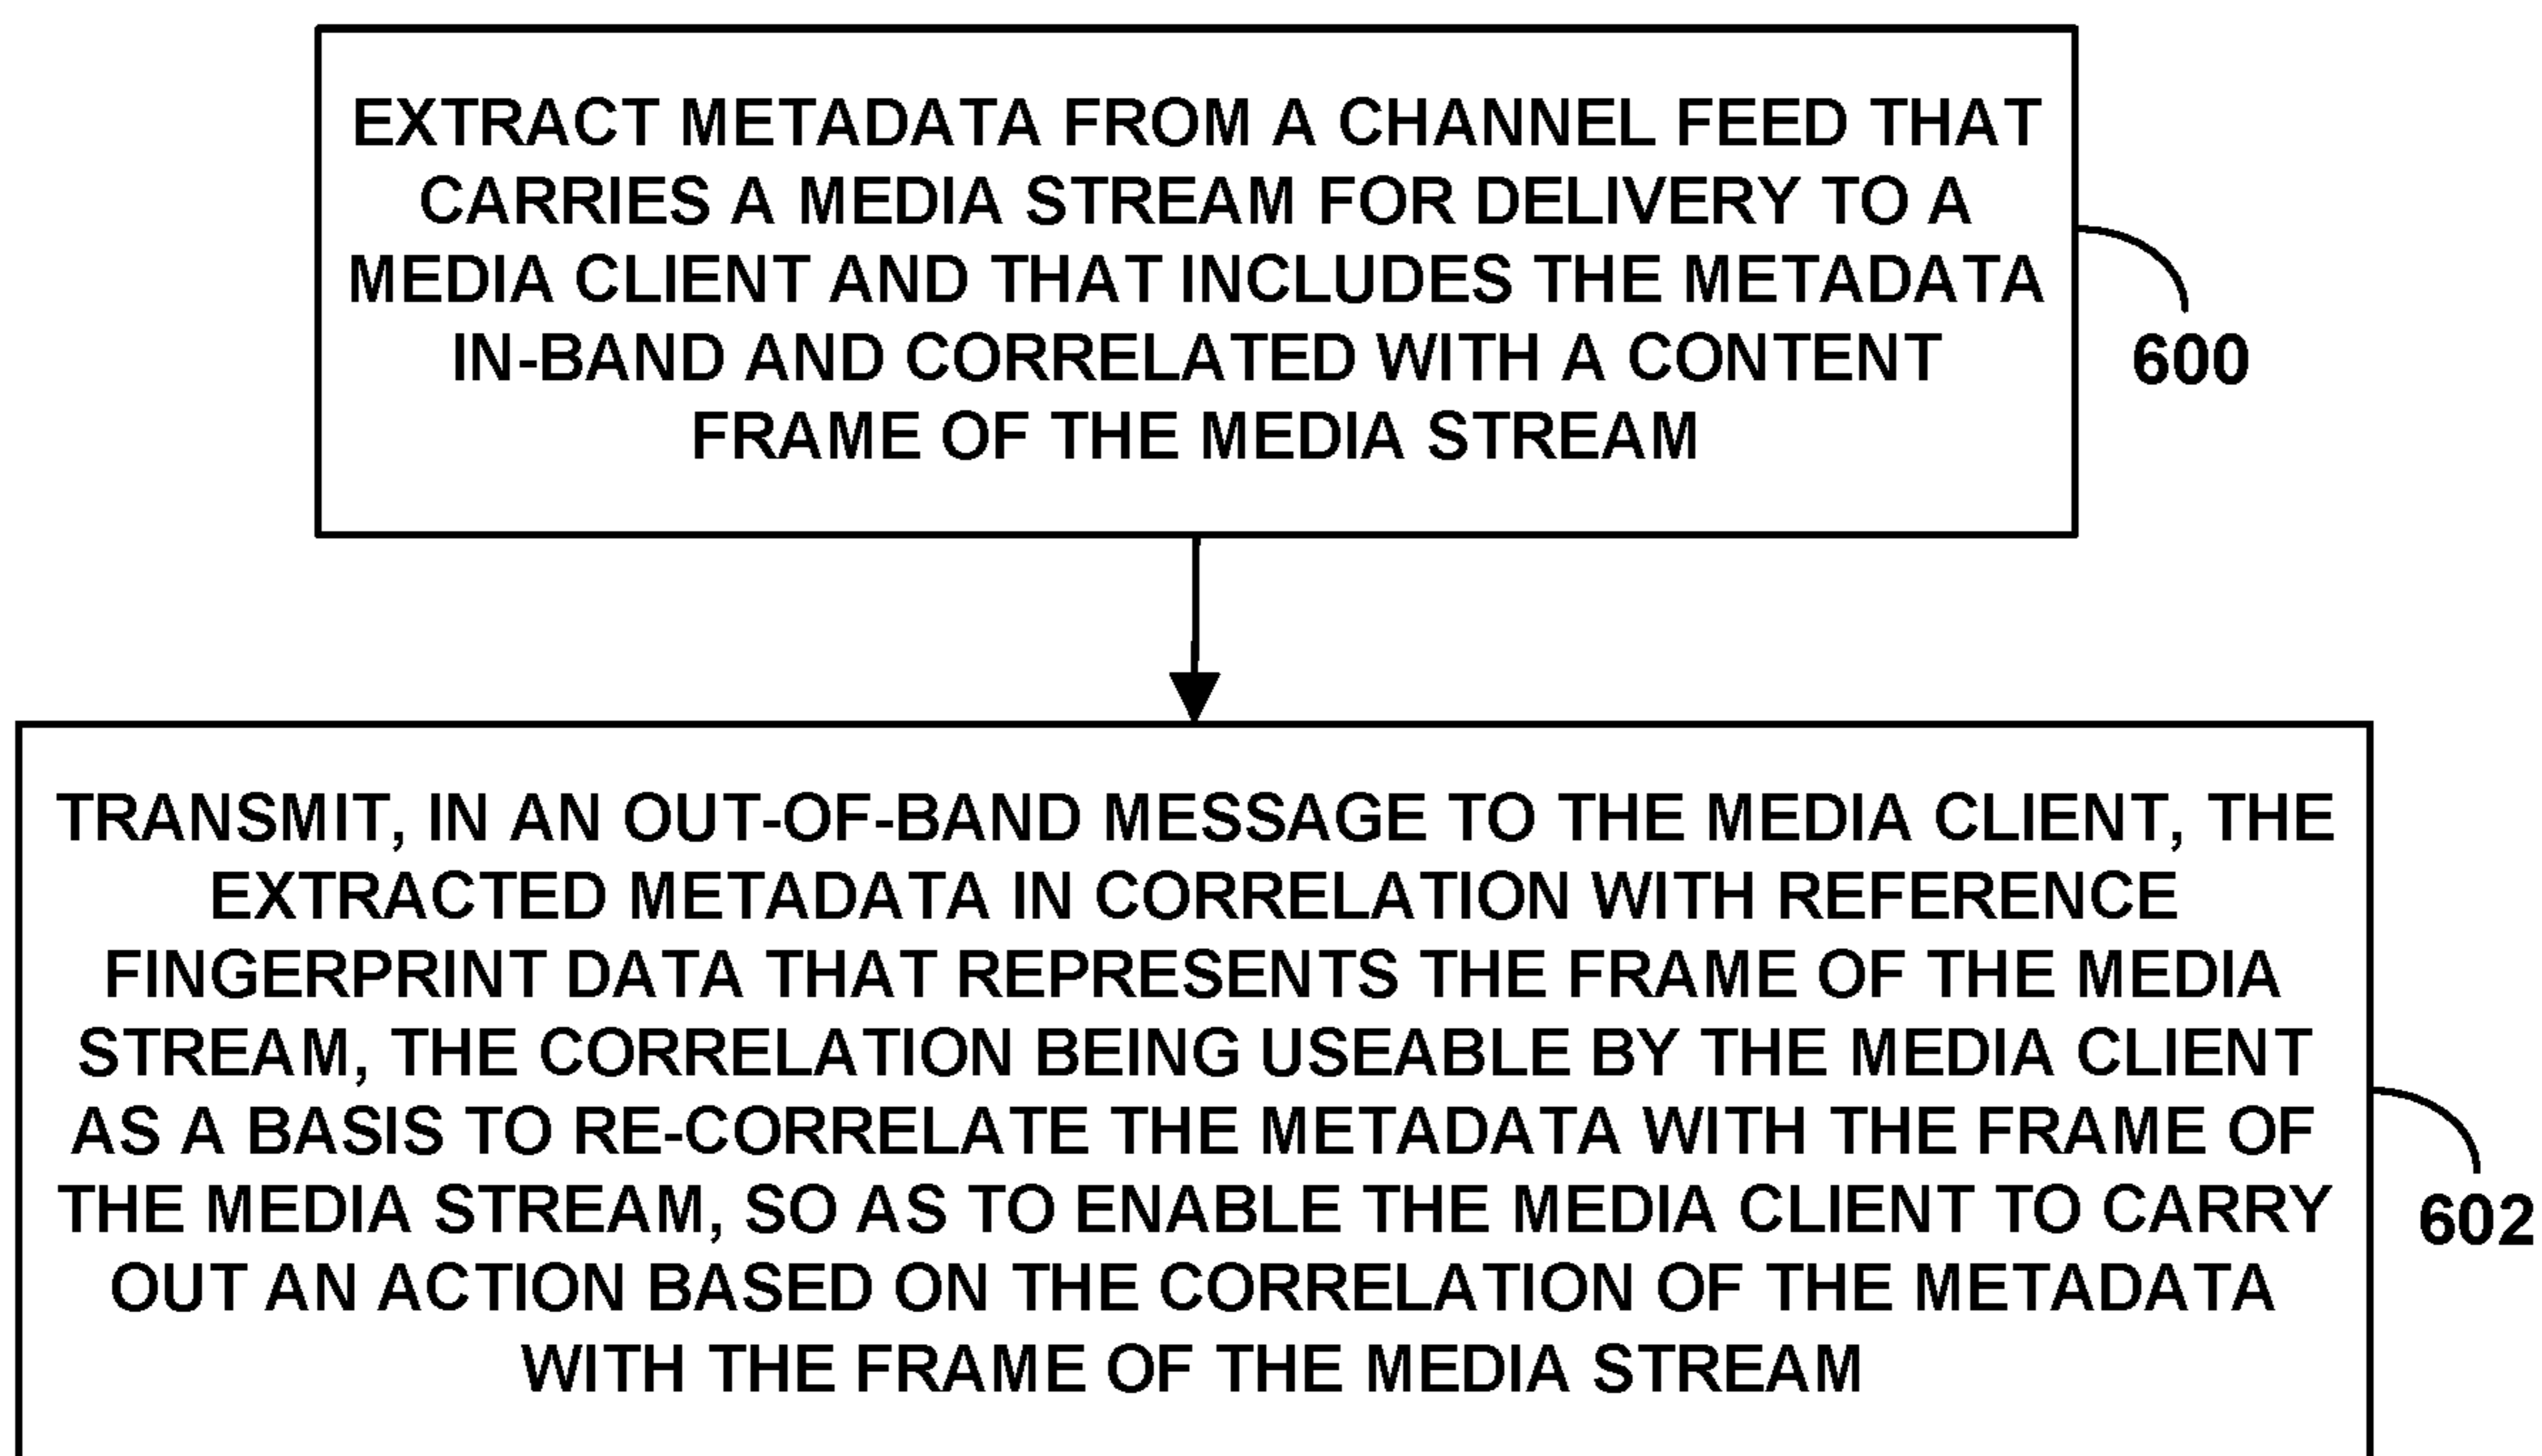 EXTRACT METADATA FROM A CHANNEL FEED THAT
CARRIES A MEDIA STREAM FOR DELIVERY TO A
MEDIA CLIENT AND THAT INCLUDES THE METADATA
IN-BAND AND CORRELATED WITH A CONTENT
FRAME OF THE MEDIA STREAM
600
TRANSMIT, IN AN OUT-OF-BAND MESSAGE TO THE MEDIA CLIENT, THE
EXTRACTED METADATA IN CORRELATION WITH REFERENCE
FINGERPRINT DATA THAT REPRESENTS THE FRAME OF THE MEDIA
STREAM, THE CORRELATION BEING USEABLE BY THE MEDIA CLIENT
AS A BASIS TO RE-CORRELATE THE METADATA WITH THE FRAME OF
THE MEDIA STREAM, SO AS TO ENABLE THE MEDIA CLIENT TO CARRY
OUT AN ACTION BASED ON THE CORRELATION OF THE METADATA
WITH THE FRAME OF THE MEDIA STREAM
602